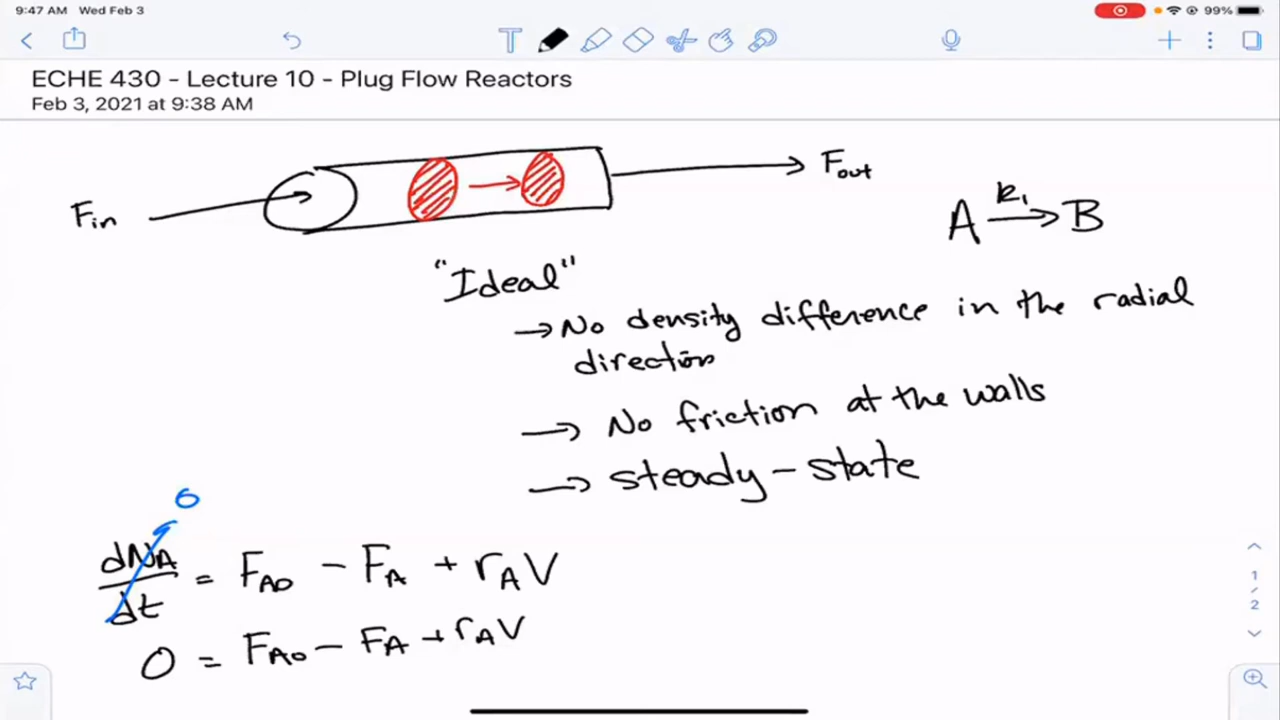 9:47 AM Wed Feb 3
99%
ECHE 430 - Lecture 10 - Plug Flow Reactors
Feb 3, 2021 at 9:38 AM
Fin
Fout
A k1→ B
"Ideal"
→ No density difference in the radial
direction
→ No friction at the walls
→ steady-state
0
dNA
dt
= FA0 - FA + rAV
0 = FA0 - FA + rAV
1
2